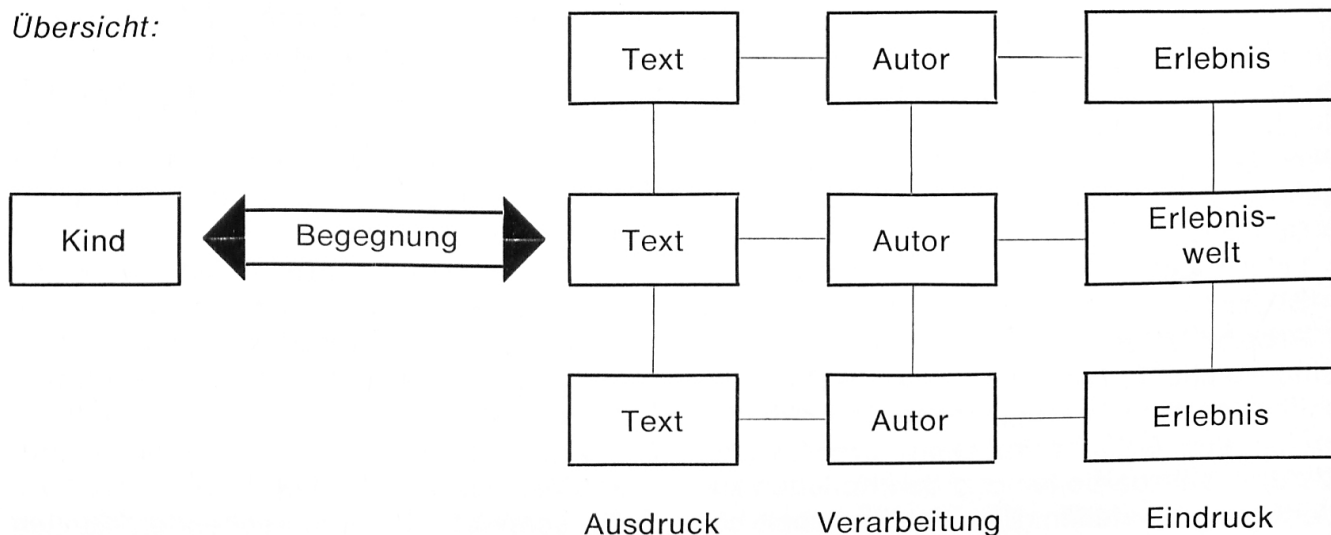 Übersicht:
Text Autor Erlebnis
Kind Begegnung Text Autor Erlebnis-
welt
Text Autor Erlebnis
Ausdruck Verarbeitung Eindruck